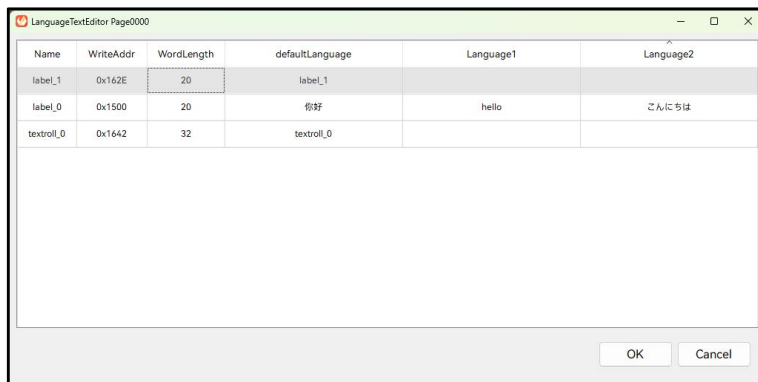 LanguageTextEditor Page0000
Name WriteAddr WordLength defaultLanguage Language1 Language2
label_1 0x162E 20 label_1
label_0 0x1500 20 你好 hello こんにちは
textroll_0 0x1642 32 textroll_0
OK Cancel